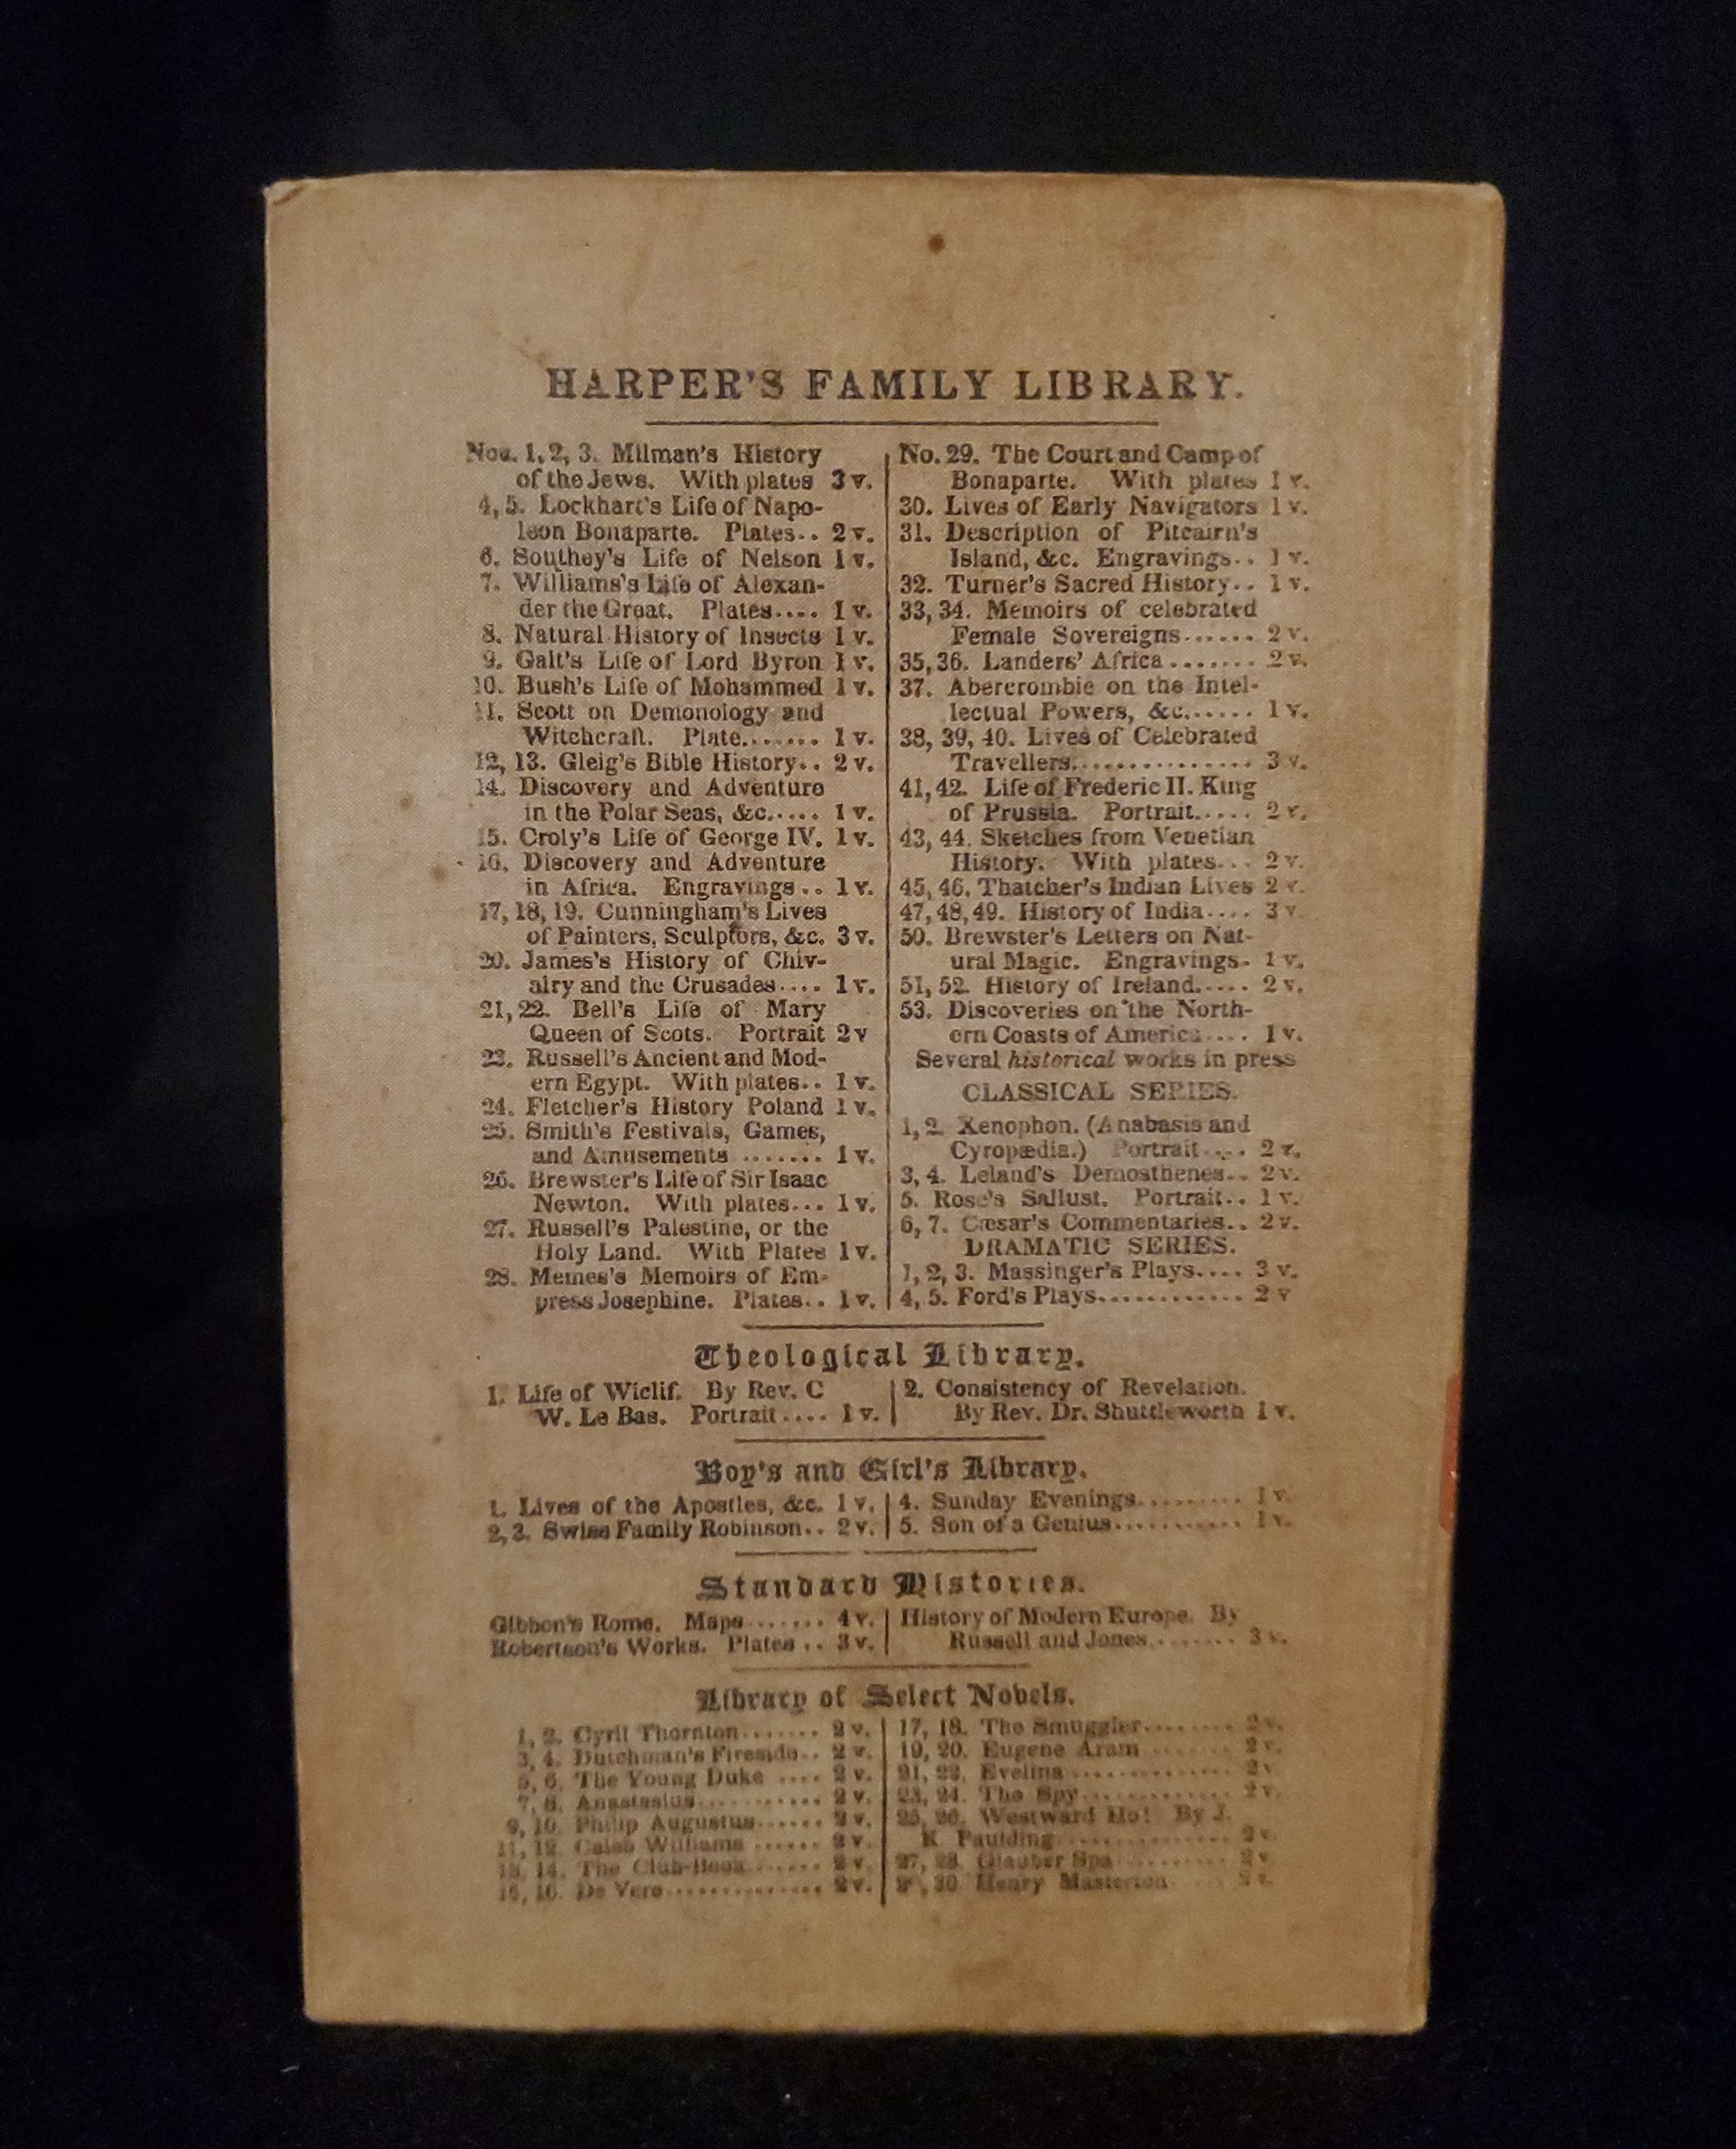 HARPER'S FAMILY LIBRARY.
Nos. 1, 2, 3. Milman's History
of the Jews. With plates 3 v.
4, 5. Lockhart's Life of Napo-
leon Bonaparte. Plates.. 2 v.
6. Southey's Life of Nelson 1 v.
7. Williams's Life of Alexan-
der the Great. Plates.... 1 v.
8. Natural History of Insects 1 v.
9. Galt's Life of Lord Byron 1 v.
10. Bush's Life of Mohammed 1 v.
11. Scott on Demonology and
Witchcraft. Plate....... 1 v.
12, 13. Gleig's Bible History.. 2 v.
14. Discovery and Adventure
in the Polar Seas, &c..... 1 v.
15. Croly's Life of George IV. 1 v.
16. Discovery and Adventure
in Africa. Engravings.. 1 v.
17, 18, 19. Cunningham's Lives
of Painters, Sculptors, &c. 3 v.
20. James's History of Chiv-
alry and the Crusades.... 1 v.
21, 22. Bell's Life of Mary
Queen of Scots. Portrait 2 v
23. Russell's Ancient and Mod-
ern Egypt. With plates.. 1 v.
24. Fletcher's History Poland 1 v.
25. Smith's Festivals, Games,
and Amusements ....... 1 v.
26. Brewster's Life of Sir Isaac
Newton. With plates... 1 v.
27. Russell's Palestine, or the
Holy Land. With Plates 1 v.
28. Memes's Memoirs of Em-
press Josephine. Plates.. 1 v.
No. 29. The Court and Camp of
Bonaparte. With plates 1 v.
30. Lives of Early Navigators 1 v.
31. Description of Pitcairn's
Island, &c. Engravings.. 1 v.
32. Turner's Sacred History.. 1 v.
33, 34. Memoirs of celebrated
Female Sovereigns...... 2 v.
35, 36. Landers' Africa....... 2 v.
37. Abercrombie on the Intel-
lectual Powers, &c...... 1 v.
38, 39, 40. Lives of Celebrated
Travellers............... 3 v.
41, 42. Life of Frederic II. King
of Prussia. Portrait..... 2 v.
43, 44. Sketches from Venetian
History. With plates... 2 v.
45, 46. Thatcher's Indian Lives 2 v.
47, 48, 49. History of India.... 3 v.
50. Brewster's Letters on Nat-
ural Magic. Engravings- 1 v.
51, 52. History of Ireland..... 2 v.
53. Discoveries on the North-
ern Coasts of America.... 1 v.
Several historical works in press
CLASSICAL SERIES.
1, 2. Xenophon. (Anabasis and
Cyropædia.) Portrait.... 2 v.
3, 4. Leland's Demosthenes.. 2 v.
5. Rose's Sallust. Portrait.. 1 v.
6, 7. Cæsar's Commentaries.. 2 v.
DRAMATIC SERIES.
1, 2, 3. Massinger's Plays.... 3 v.
4, 5. Ford's Plays............ 2 v
Theological Library.
1. Life of Wiclif. By Rev. C
W. Le Bas. Portrait.... 1 v.
2. Consistency of Revelation.
By Rev. Dr. Shuttleworth 1 v.
Boy's and Girl's Library.
1. Lives of the Apostles, &c. 1 v.
2, 3. Swiss Family Robinson.. 2 v.
4. Sunday Evenings......... 1 v.
5. Son of a Genius........... 1 v.
Standard Histories.
Gibbon's Rome. Maps....... 4 v.
Robertson's Works. Plates .. 3 v.
History of Modern Europe. By
Russell and Jones........ 3 v.
Library of Select Novels.
1, 2. Cyril Thornton....... 2 v.
3, 4. Dutchman's Fireside.. 2 v.
5, 6. The Young Duke .... 2 v.
7, 8. Anastasius........... 2 v.
9, 10. Philip Augustus...... 2 v.
11, 12. Caleb Williams ...... 2 v.
13, 14. The Club-Book....... 2 v.
15, 16. De Vere.............. 2 v.
17, 18. The Smuggler........ 2 v.
19, 20. Eugene Aram ....... 2 v.
21, 22. Evelina............. 2 v
23, 24. The Spy............ 2 v.
25, 26. Westward Ho! By J.
K. Paulding............. 2 v.
27, 28. Glauber Spa......... 2 v
30. Henry Masterton..... 2 v.